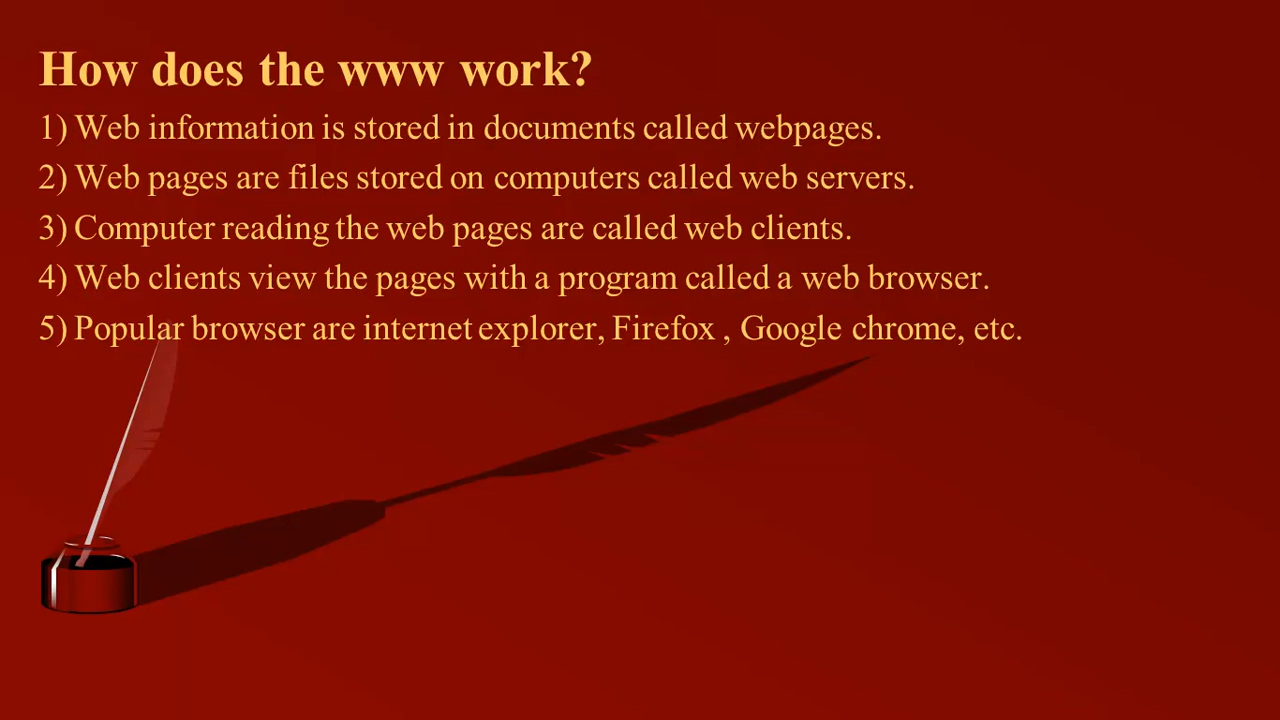 How does the www work?
1) Web information is stored in documents called webpages.
2) Web pages are files stored on computers called web servers.
3) Computer reading the web pages are called web clients.
4) Web clients view the pages with a program called a web browser.
5) Popular browser are internet explorer, Firefox , Google chrome, etc.